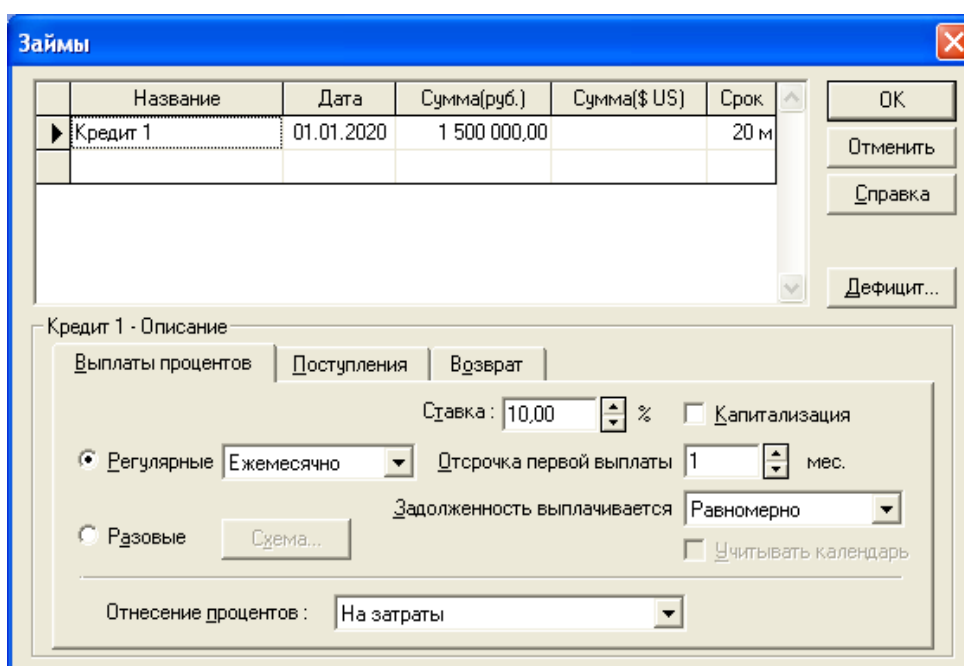 Займы
Название Дата Сумма(руб.) Сумма($ US) Срок
Кредит 1 01.01.2020 1 500 000,00 20 м
OK
Отменить
Справка
Дефицит...
Кредит 1 - Описание
Выплаты процентов Поступления Возврат
Ставка : 10,00 % Капитализация
Регулярные Ежемесячно Отсрочка первой выплаты 1 мес.
Задолженность выплачивается Равномерно
Разовые Схема... Учитывать календарь
Отнесение процентов : На затраты